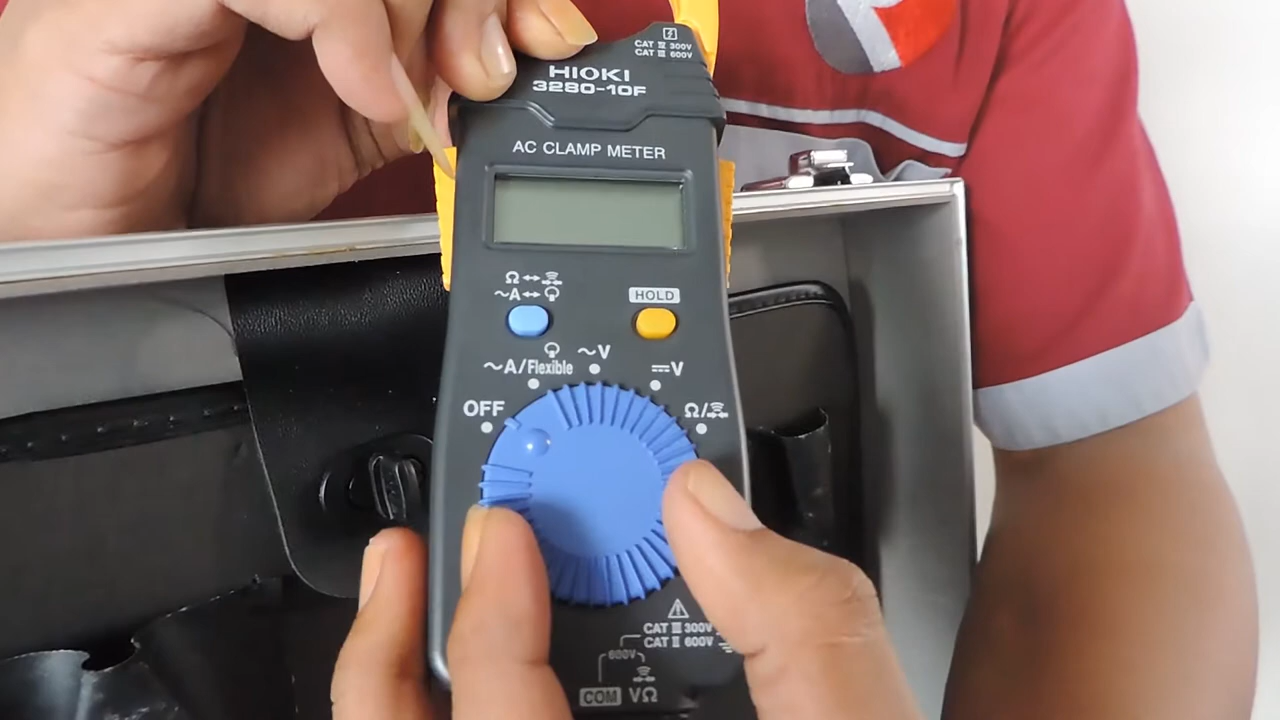 CAT Ⅳ 300V
CAT Ⅲ 600V
HIOKI
3280-10F
AC CLAMP METER
Ω↔
~A↔
HOLD
~A/Flexible
~V
⎓V
OFF
Ω/
CAT Ⅲ 300V
CAT Ⅱ 600V
600V
COM VΩ